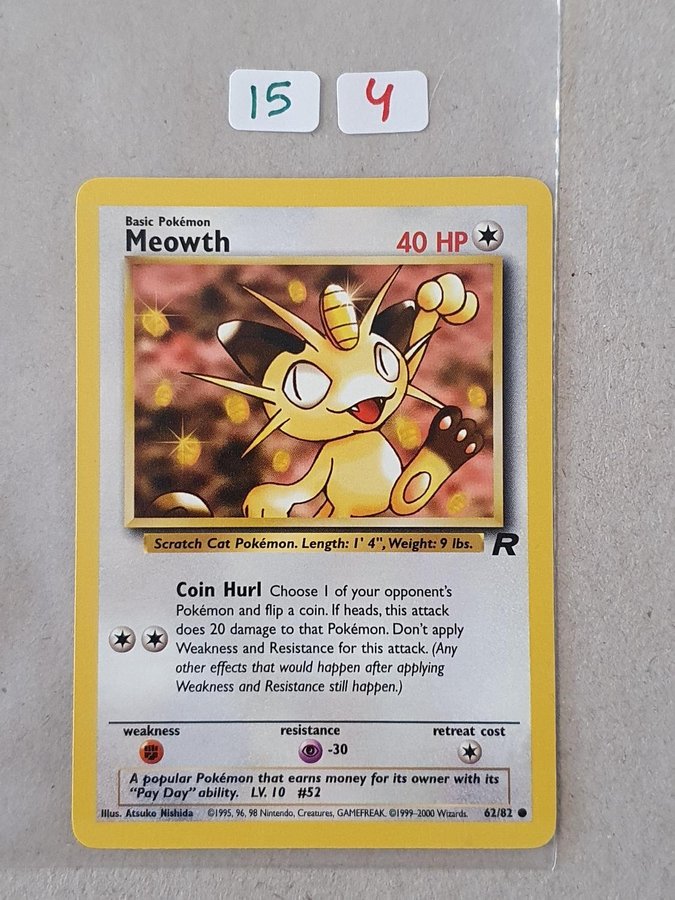 15 4
Basic Pokémon
Meowth 40 HP
Scratch Cat Pokémon. Length: 1' 4", Weight: 9 lbs.
R
Coin Hurl Choose 1 of your opponent's
Pokémon and flip a coin. If heads, this attack
does 20 damage to that Pokémon. Don't apply
Weakness and Resistance for this attack. (Any
other effects that would happen after applying
Weakness and Resistance still happen.)
weakness resistance retreat cost
-30
A popular Pokémon that earns money for its owner with its
"Pay Day" ability. LV. 10 #52
Illus. Atsuko Nishida ©1995, 96, 98 Nintendo, Creatures, GAMEFREAK. ©1999-2000 Wizards. 62/82